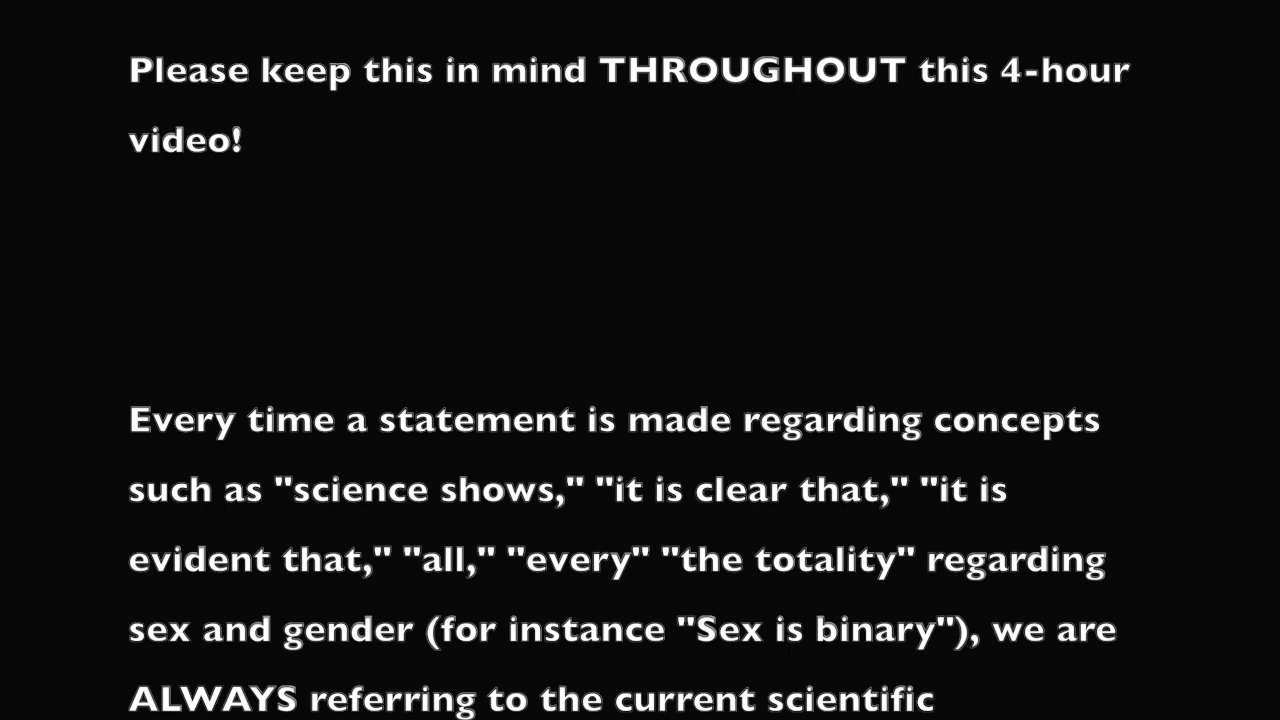 Please keep this in mind THROUGHOUT this 4-hour
video!
Every time a statement is made regarding concepts
such as "science shows," "it is clear that," "it is
evident that," "all," "every" "the totality" regarding
sex and gender (for instance "Sex is binary"), we are
ALWAYS referring to the current scientific